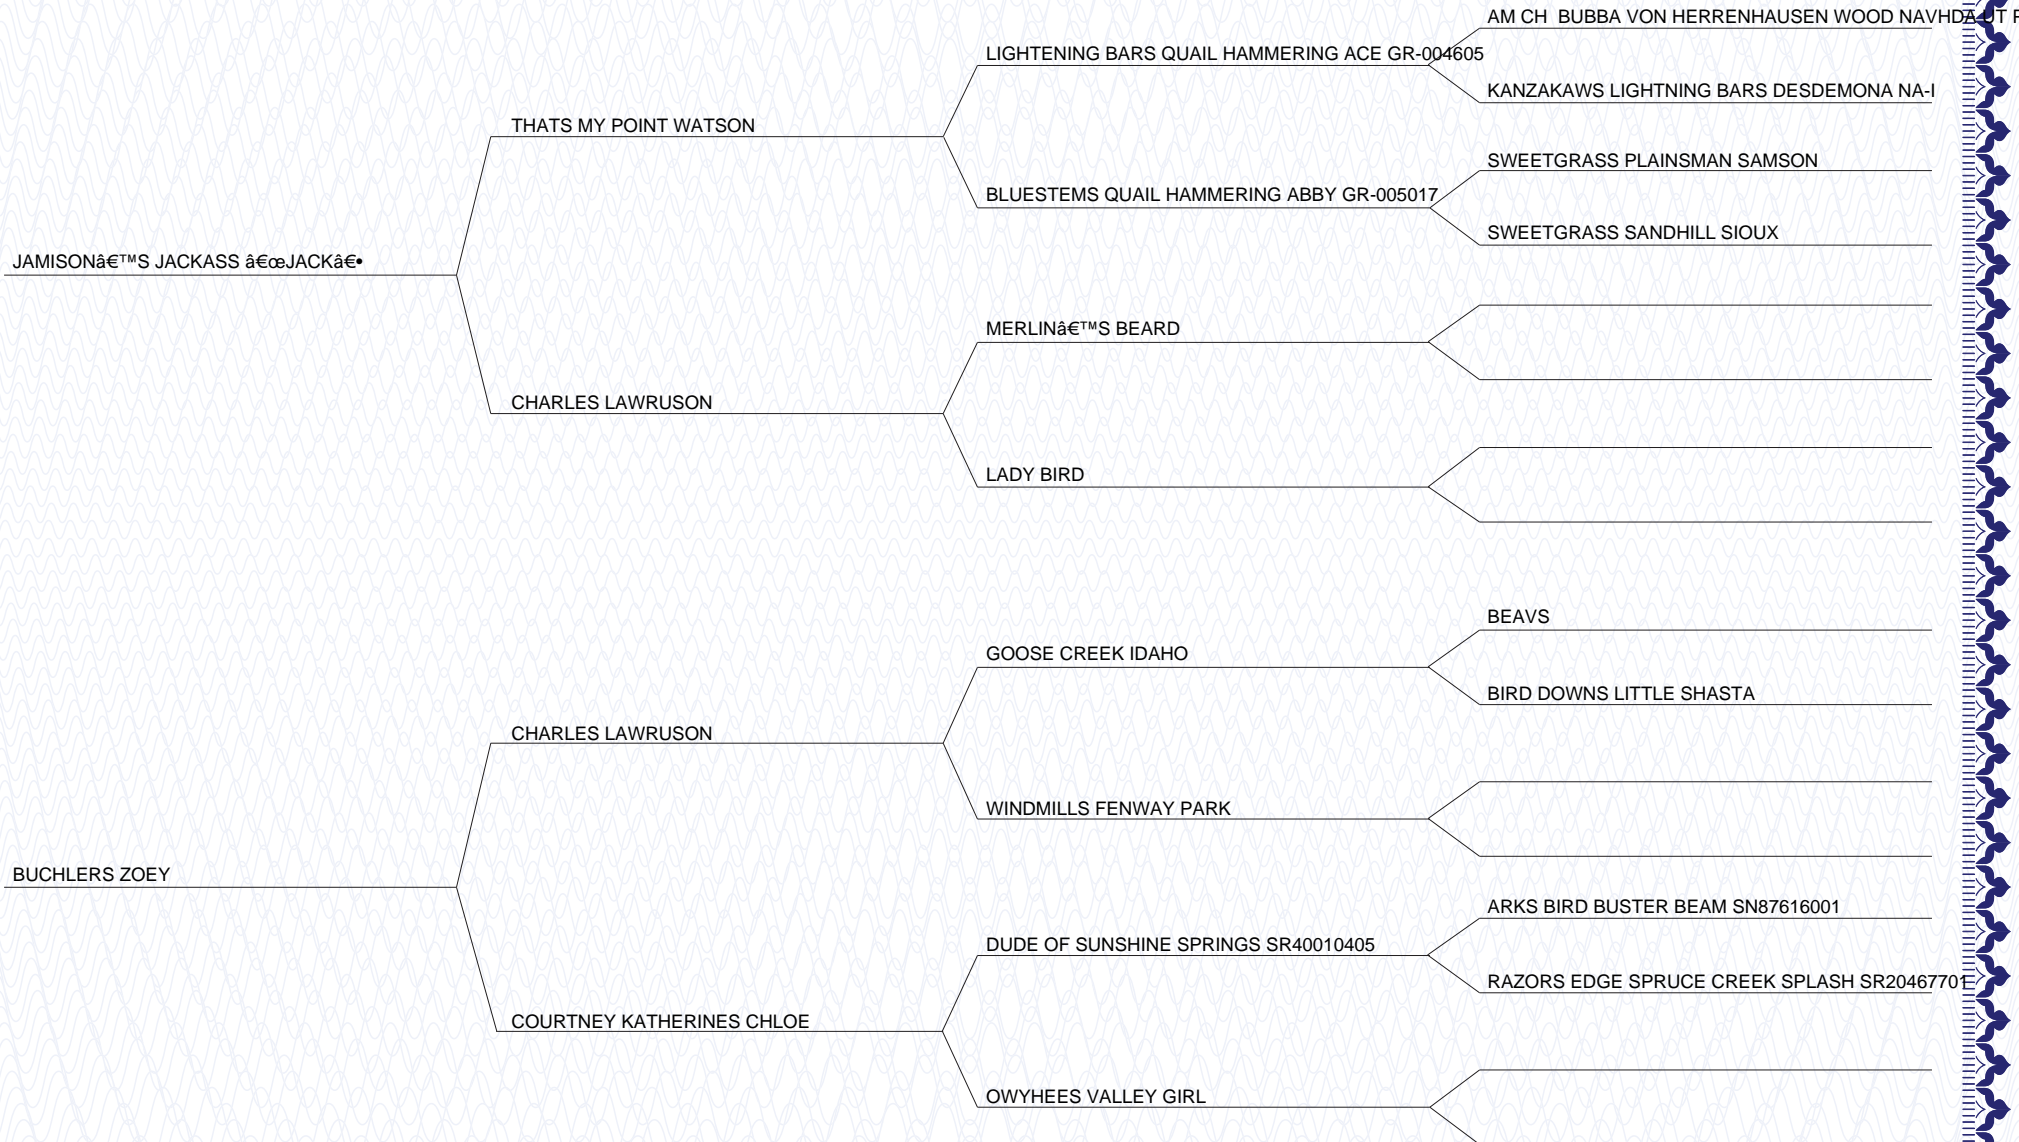 AM CH  BUBBA VON HERRENHAUSEN WOOD NAVHDA UT
LIGHTENING BARS QUAIL HAMMERING ACE GR-004605
KANZAKAWS LIGHTNING BARS DESDEMONA NA-I
THATS MY POINT WATSON
SWEETGRASS PLAINSMAN SAMSON
BLUESTEMS QUAIL HAMMERING ABBY GR-005017
SWEETGRASS SANDHILL SIOUX
JAMISONâ€™S JACKASS â€œJACKâ€•
MERLINâ€™S BEARD
CHARLES LAWRUSON
LADY BIRD
BEAVS
GOOSE CREEK IDAHO
BIRD DOWNS LITTLE SHASTA
CHARLES LAWRUSON
WINDMILLS FENWAY PARK
BUCHLERS ZOEY
ARKS BIRD BUSTER BEAM SN87616001
DUDE OF SUNSHINE SPRINGS SR40010405
RAZORS EDGE SPRUCE CREEK SPLASH SR20467701
COURTNEY KATHERINES CHLOE
OWYHEES VALLEY GIRL